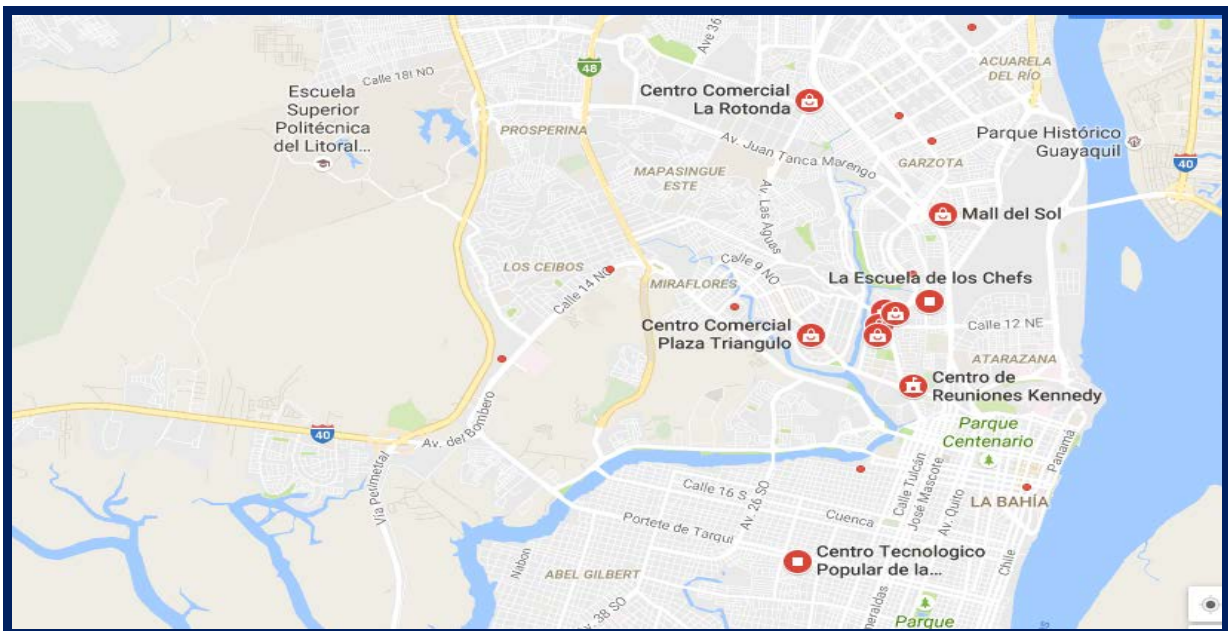 Ave 36
48
Calle 18I NO
Escuela
Superior
Politécnica
del Litoral...
PROSPERINA
Centro Comercial
La Rotonda
ACUARELA
DEL RÍO
Parque Histórico
Guayaquil
40
Av. Juan Tanca Marengo
GARZOTA
MAPASINGUE
ESTE
Av. Las Aguas
Mall del Sol
LOS CEIBOS
Calle 14 NO
MIRAFLORES
Calle 9 NO
La Escuela de los Chefs
Centro Comercial
Plaza Triangulo
Calle 12 NE
ATARAZANA
Centro de
Reuniones Kennedy
40
Av. del Bombero
Vía Perimetral
Parque
Centenario
Panamá
Calle 16 S
Av. 26 SO
Calle Tulcán
José Mascote
Av. Quito
LA BAHÍA
Portete de Tarqui
Cuenca
Chile
Centro Tecnologico
Popular de la...
ABEL GILBERT
38 SO
eraldas
Parque